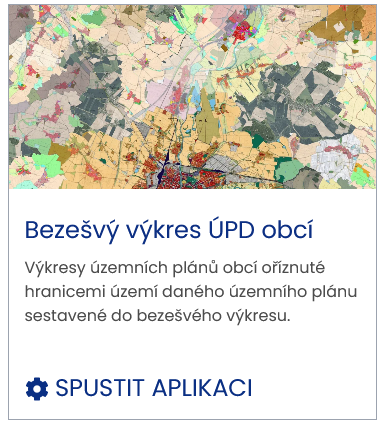 Bezešvý výkres ÚPD obcí
Výkresy územních plánů obcí oříznuté
hranicemi území daného územního plánu
sestavené do bezešvého výkresu.
SPUSTIT APLIKACI